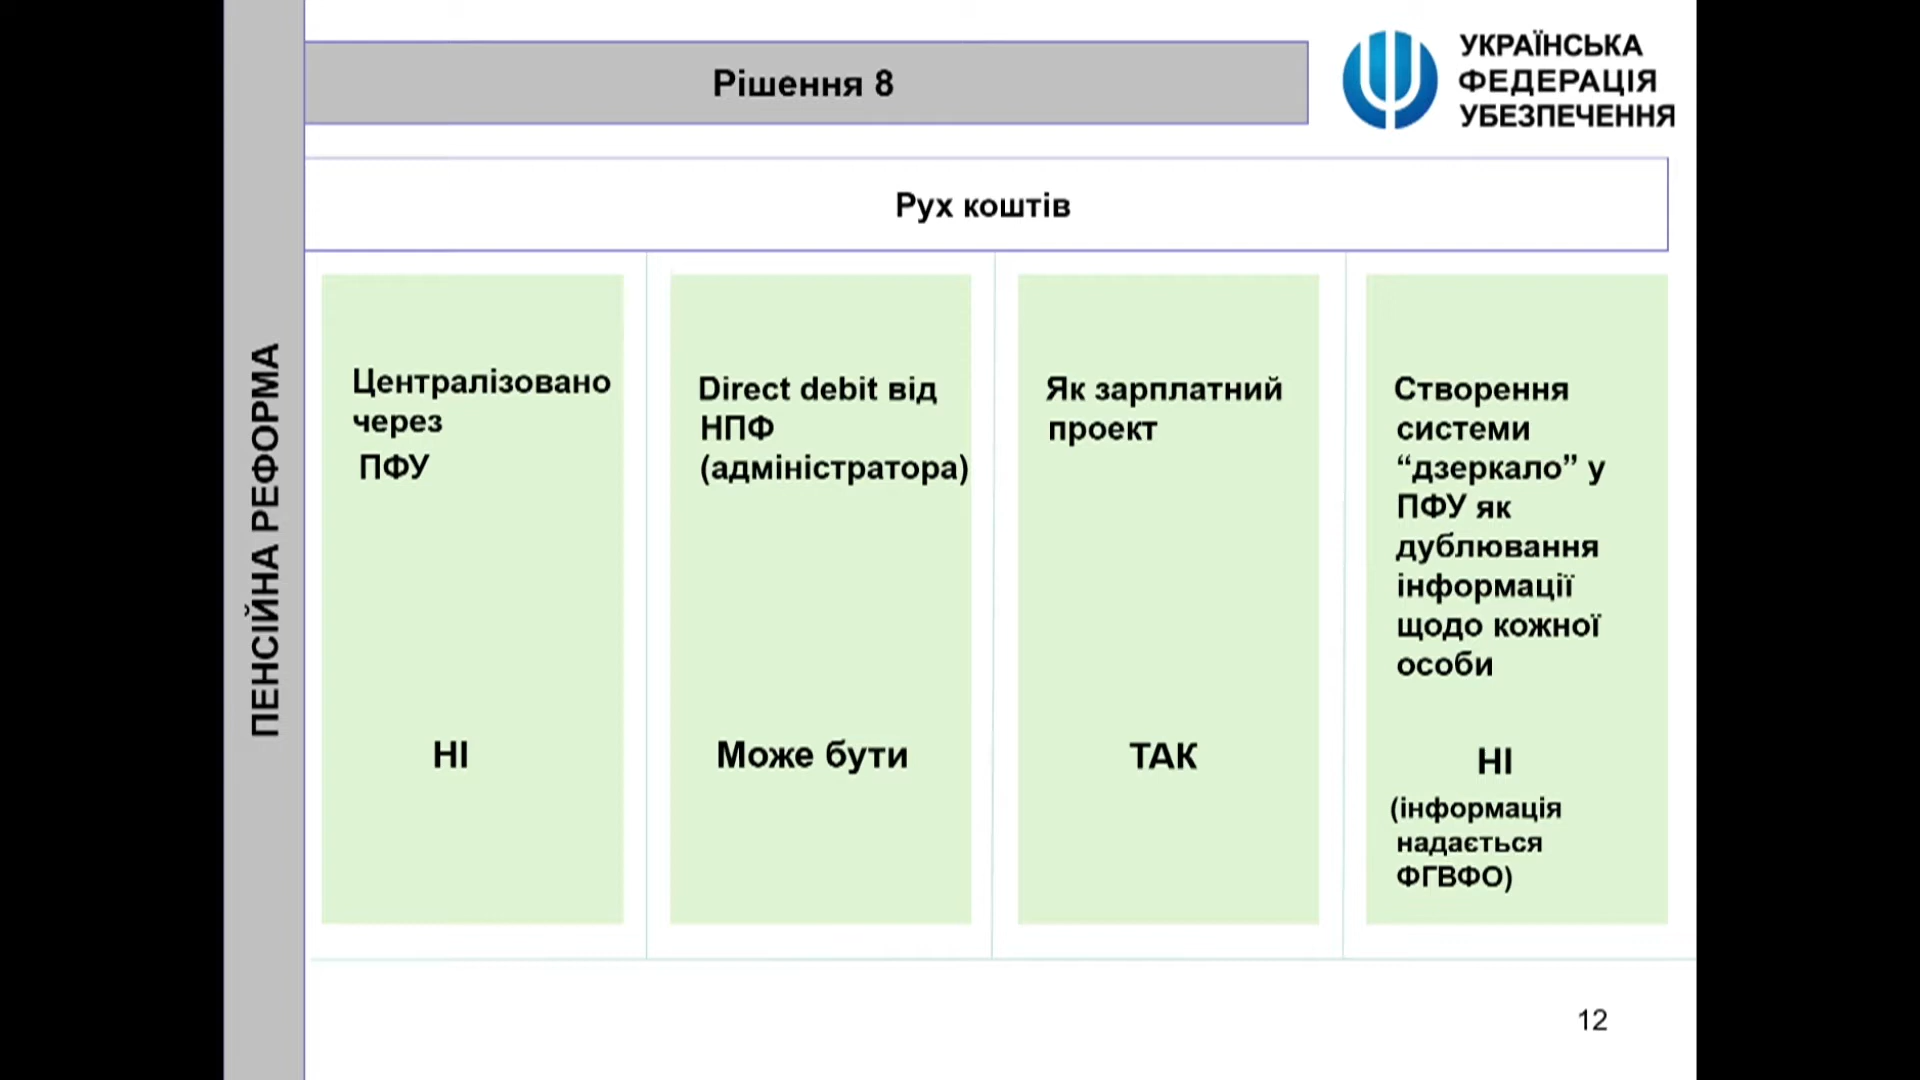 Рішення 8
УКРАЇНСЬКА
ФЕДЕРАЦІЯ
УБЕЗПЕЧЕННЯ
ПЕНСІЙНА РЕФОРМА
Рух коштів
Централізовано
через
ПФУ
НІ
Direct debit від
НПФ
(адміністратора)
Може бути
Як зарплатний
проект
ТАК
Створення
системи
“дзеркало” у
ПФУ як
дублювання
інформації
щодо кожної
особи
НІ
(інформація
надається
ФГВФО)
12